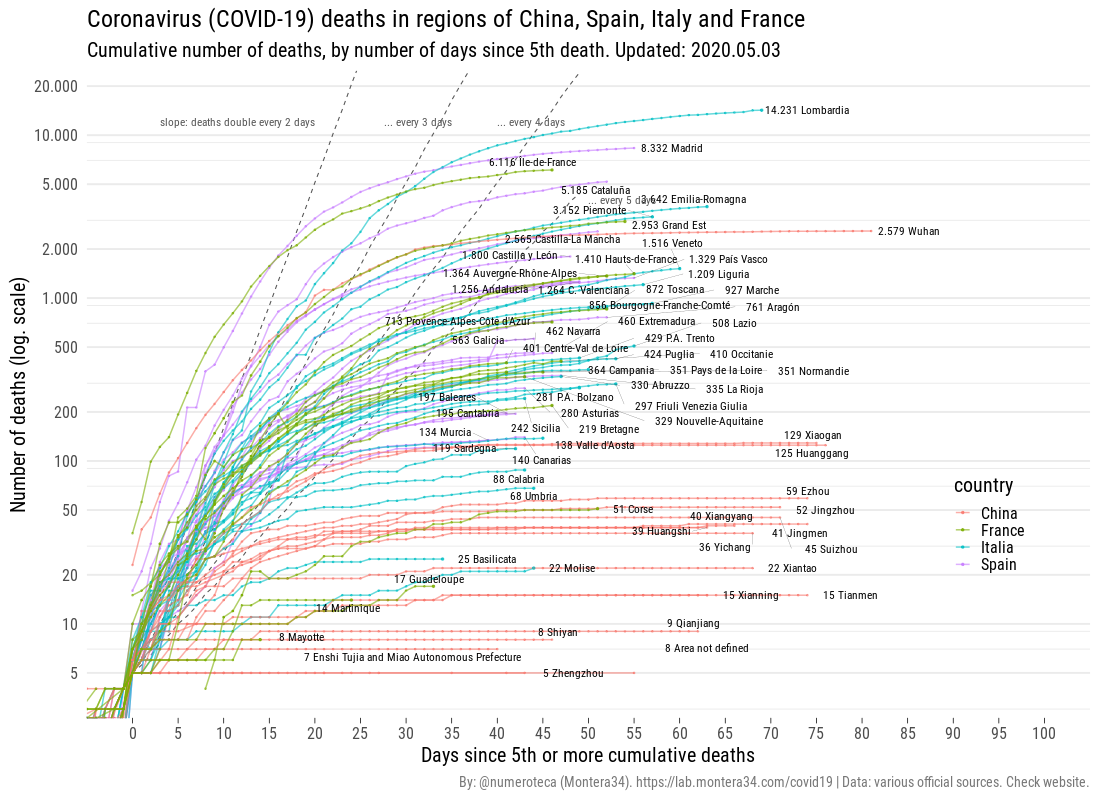 Coronavirus (COVID-19) deaths in regions of China, Spain, Italy and France
Cumulative number of deaths, by number of days since 5th death. Updated: 2020.05.03
Number of deaths (log. scale)
20.000
10.000
5.000
2.000
1.000
500
200
100
50
20
10
5
slope: deaths double every 2 days
... every 3 days
... every 4 days
... every 5 days
14.231 Lombardia
8.332 Madrid
6.116 Ile-de-France
5.185 Cataluña
3.642 Emilia-Romagna
3.152 Piemonte
2.953 Grand Est
2.579 Wuhan
2.565 Castilla-La Mancha
1.516 Veneto
1.800 Castilla y León
1.410 Hauts-de-France
1.329 País Vasco
1.364 Auvergne-Rhône-Alpes
1.209 Liguria
1.256 Andalucía
1.264 C. Valenciana
872 Toscana
927 Marche
856 Bourgogne-Franche-Comté
761 Aragón
713 Provence-Alpes-Côte d'Azur
460 Extremadura
508 Lazio
462 Navarra
563 Galicia
429 P.A. Trento
401 Centre-Val de Loire
424 Puglia
410 Occitanie
364 Campania
351 Pays de la Loire
351 Normandie
330 Abruzzo
335 La Rioja
197 Baleares
281 P.A. Bolzano
297 Friuli Venezia Giulia
195 Cantabria
280 Asturias
329 Nouvelle-Aquitaine
242 Sicilia
219 Bretagne
134 Murcia
129 Xiaogan
138 Valle d'Aosta
119 Sardegna
125 Huanggang
140 Canarias
88 Calabria
59 Ezhou
68 Umbria
51 Corse
52 Jingzhou
40 Xiangyang
39 Huangshi
41 Jingmen
36 Yichang
45 Suizhou
25 Basilicata
22 Molise
22 Xiantao
17 Guadeloupe
15 Xianning
15 Tianmen
14 Martinique
9 Qianjiang
8 Mayotte
8 Shiyan
8 Area not defined
7 Enshi Tujia and Miao Autonomous Prefecture
5 Zhengzhou
country
China
France
Italia
Spain
0 5 10 15 20 25 30 35 40 45 50 55 60 65 70 75 80 85 90 95 100
Days since 5th or more cumulative deaths
By: @numeroteca (Montera34). https://lab.montera34.com/covid19 | Data: various official sources. Check website.